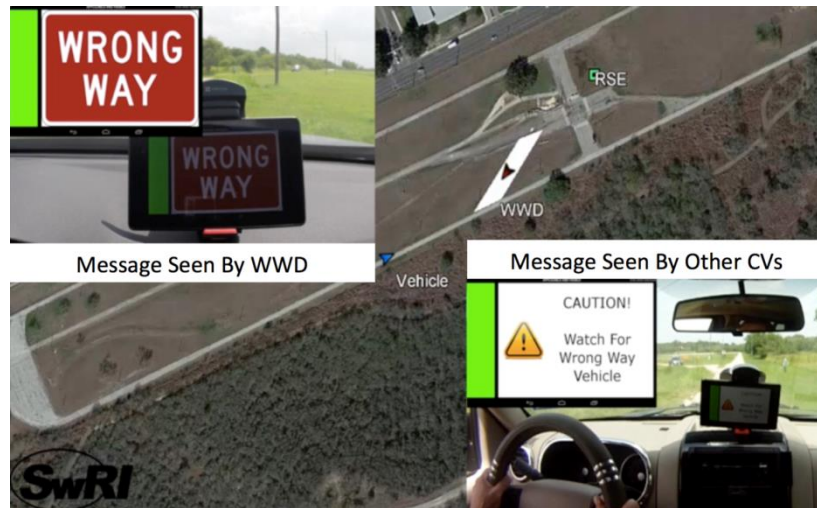 WRONG
WAY
WRONG
WAY
Message Seen By WWD
RSE
WWD
Vehicle
Message Seen By Other CVs
CAUTION!
Watch For
Wrong Way
Vehicle
SwRI